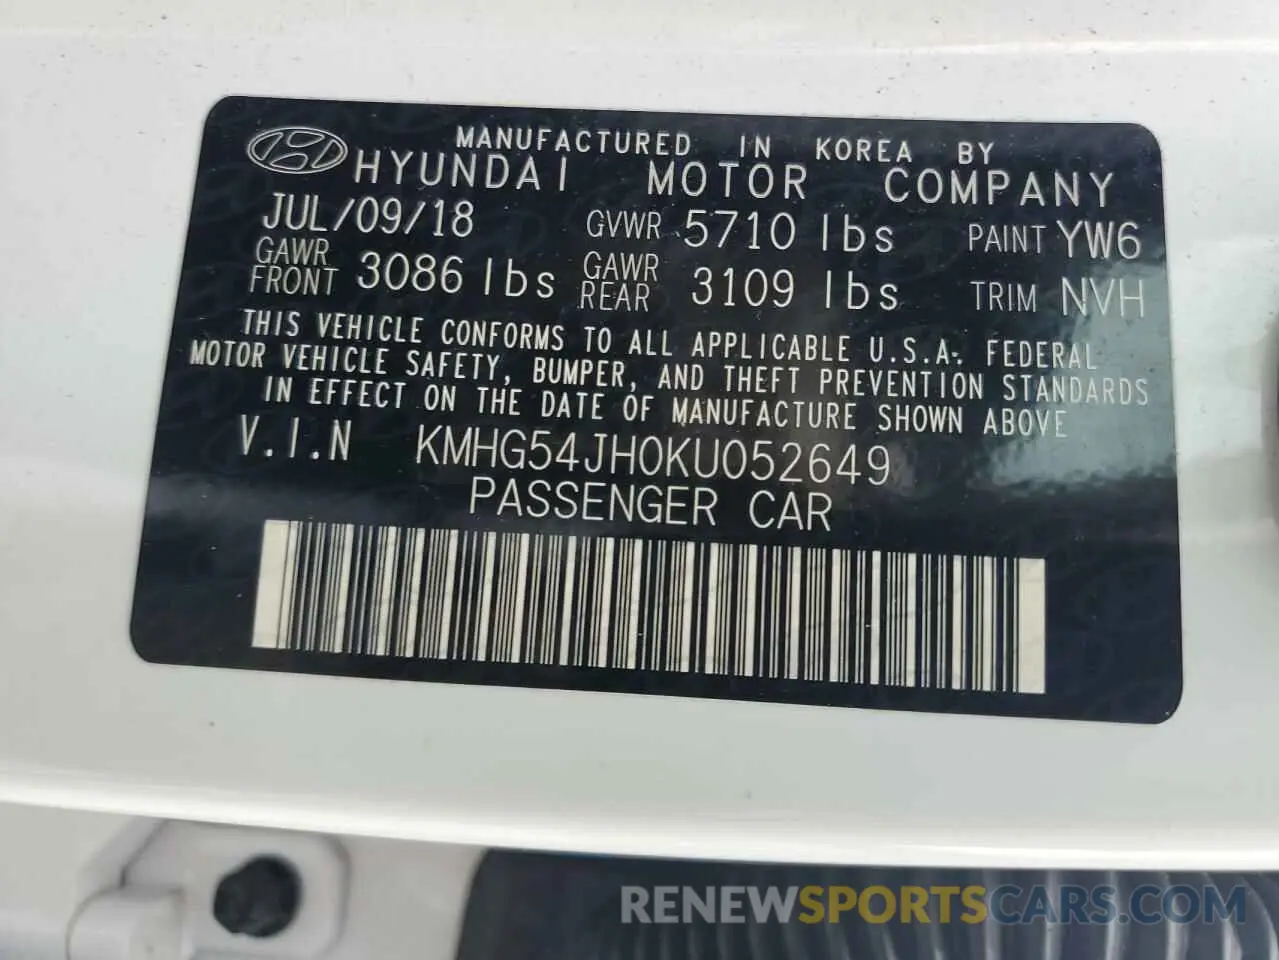 MANUFACTURED IN KOREA BY
HYUNDAI MOTOR COMPANY
JUL/09/18 GVWR 5710 lbs PAINT YW6
GAWR FRONT 3086 lbs GAWR REAR 3109 lbs TRIM NVH
THIS VEHICLE CONFORMS TO ALL APPLICABLE U.S.A. FEDERAL
MOTOR VEHICLE SAFETY, BUMPER, AND THEFT PREVENTION STANDARDS
IN EFFECT ON THE DATE OF MANUFACTURE SHOWN ABOVE
V.I.N KMHG54JH0KU052649
PASSENGER CAR
RENEWSPORTSCARS.COM